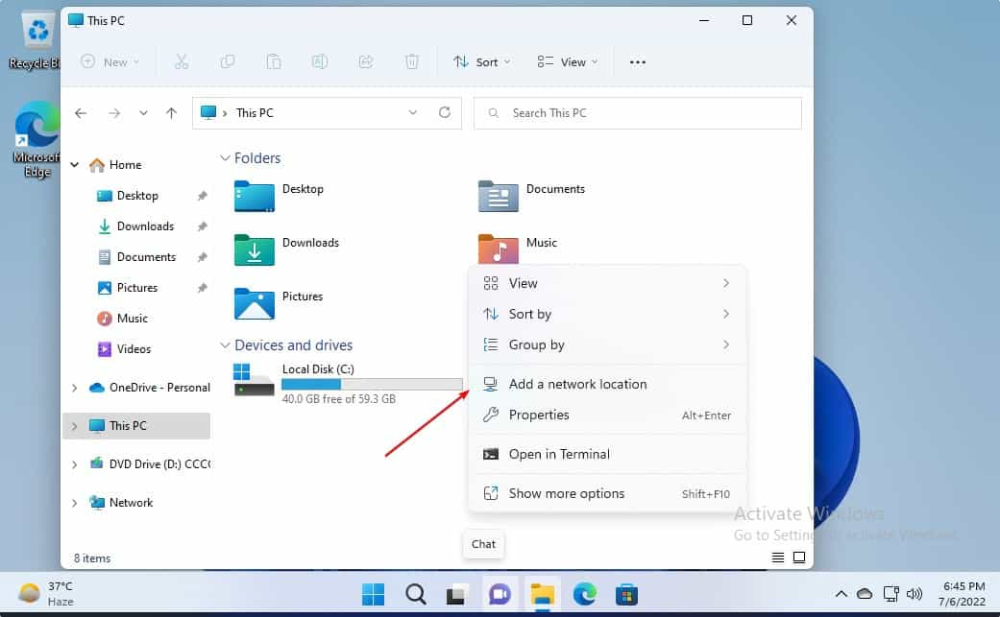 Recycle Bi
Microsoft
Edge
This PC
New
Sort
View
This PC
Search This PC
Home
Desktop
Downloads
Documents
Pictures
Music
Videos
OneDrive - Personal
This PC
DVD Drive (D:) CCC
Network
Folders
Desktop
Documents
Downloads
Music
Pictures
Devices and drives
Local Disk (C:)
40.0 GB free of 59.3 GB
View
Sort by
Group by
Add a network location
Properties Alt+Enter
Open in Terminal
Show more options Shift+F10
Activate Windows
Go to Settings to activate Windows.
Chat
8 items
37°C
Haze
6:45 PM
7/6/2022